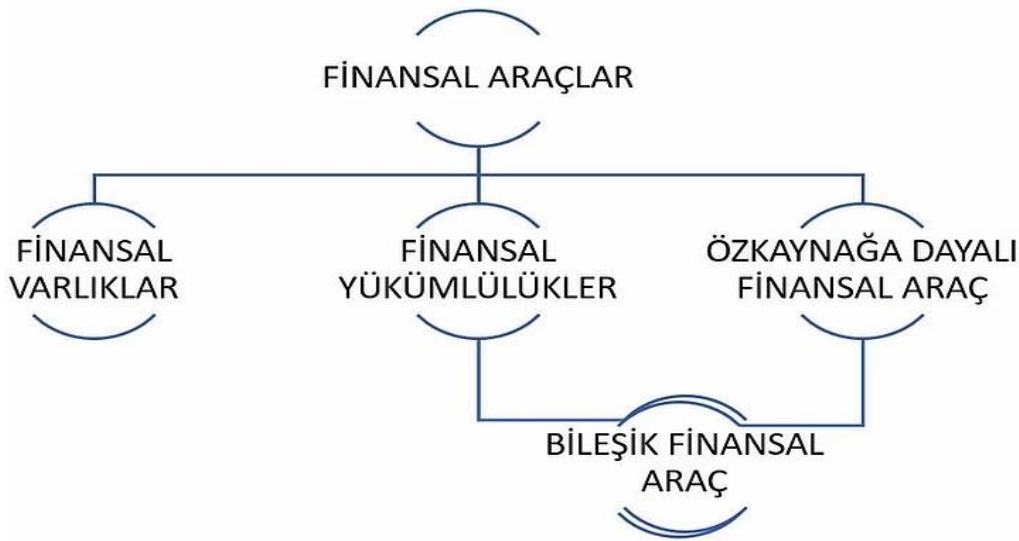 FİNANSAL ARAÇLAR
FİNANSAL
VARLIKLAR
FİNANSAL
YÜKÜMLÜLÜKLER
ÖZKAYNAĞA DAYALI
FİNANSAL ARAÇ
BİLEŞİK FİNANSAL
ARAÇ